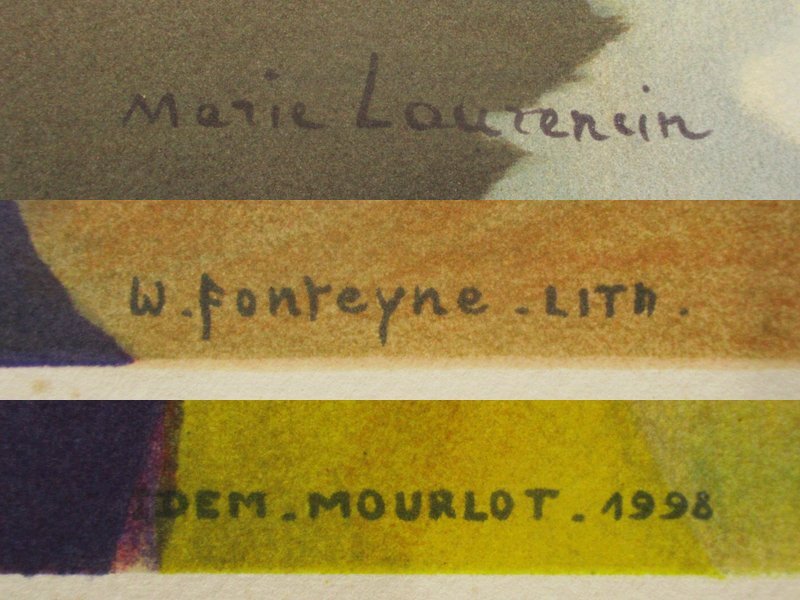 Marie Laurencin
W. fonteyne . LITH .
IDEM . MOURLOT . 1998